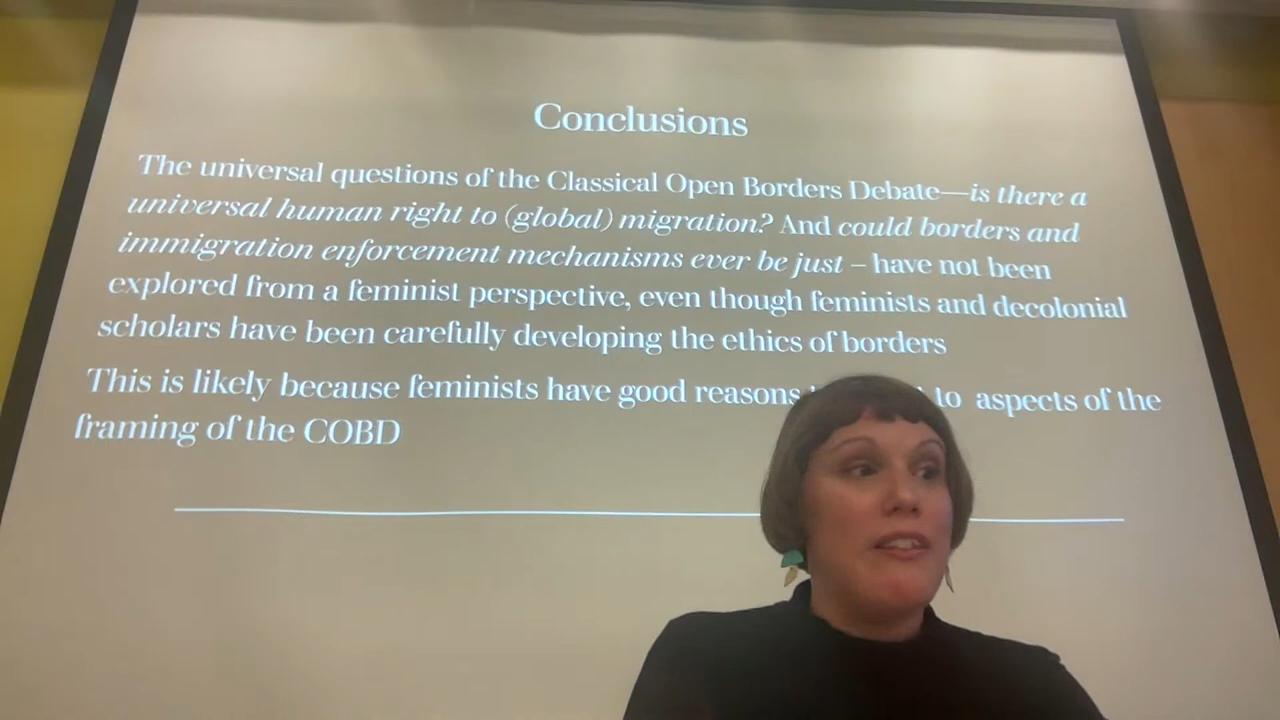 Conclusions
The universal questions of the Classical Open Borders Debate—is there a
universal human right to (global) migration? And could borders and
immigration enforcement mechanisms ever be just – have not been
explored from a feminist perspective, even though feminists and decolonial
scholars have been carefully developing the ethics of borders
This is likely because feminists have good reasons to aspects of the
framing of the COBD